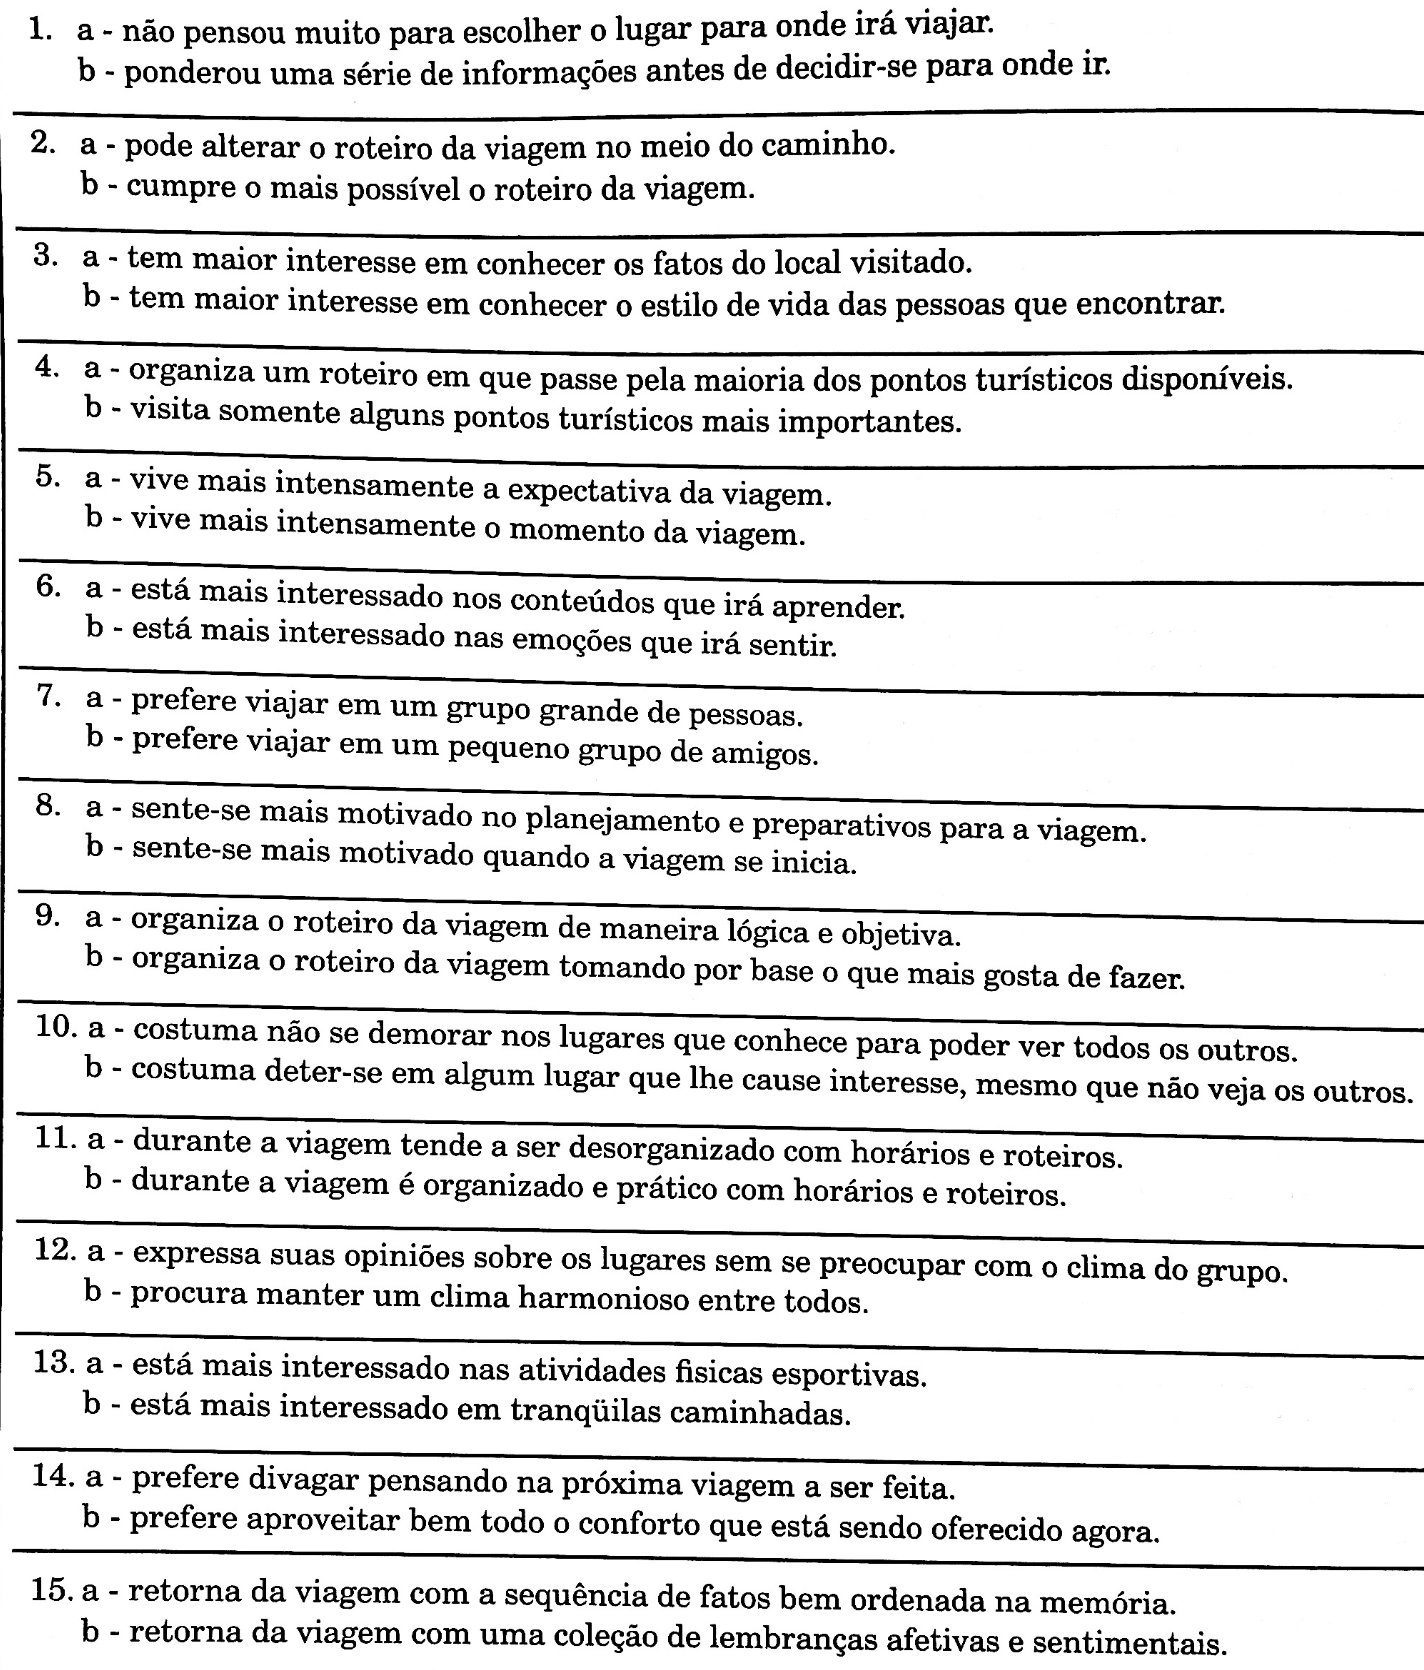 1. a - não pensou muito para escolher o lugar para onde irá viajar.
b - ponderou uma série de informações antes de decidir-se para onde ir.
2. a - pode alterar o roteiro da viagem no meio do caminho.
b - cumpre o mais possível o roteiro da viagem.
3. a - tem maior interesse em conhecer os fatos do local visitado.
b - tem maior interesse em conhecer o estilo de vida das pessoas que encontrar.
4. a - organiza um roteiro em que passe pela maioria dos pontos turísticos disponíveis.
b - visita somente alguns pontos turísticos mais importantes.
5. a - vive mais intensamente a expectativa da viagem.
b - vive mais intensamente o momento da viagem.
6. a - está mais interessado nos conteúdos que irá aprender.
b - está mais interessado nas emoções que irá sentir.
7. a - prefere viajar em um grupo grande de pessoas.
b - prefere viajar em um pequeno grupo de amigos.
8. a - sente-se mais motivado no planejamento e preparativos para a viagem.
b - sente-se mais motivado quando a viagem se inicia.
9. a - organiza o roteiro da viagem de maneira lógica e objetiva.
b - organiza o roteiro da viagem tomando por base o que mais gosta de fazer.
10. a - costuma não se demorar nos lugares que conhece para poder ver todos os outros.
b - costuma deter-se em algum lugar que lhe cause interesse, mesmo que não veja os outros.
11. a - durante a viagem tende a ser desorganizado com horários e roteiros.
b - durante a viagem é organizado e prático com horários e roteiros.
12. a - expressa suas opiniões sobre os lugares sem se preocupar com o clima do grupo.
b - procura manter um clima harmonioso entre todos.
13. a - está mais interessado nas atividades fisicas esportivas.
b - está mais interessado em tranqüilas caminhadas.
14. a - prefere divagar pensando na próxima viagem a ser feita.
b - prefere aproveitar bem todo o conforto que está sendo oferecido agora.
15. a - retorna da viagem com a sequência de fatos bem ordenada na memória.
b - retorna da viagem com uma coleção de lembranças afetivas e sentimentais.